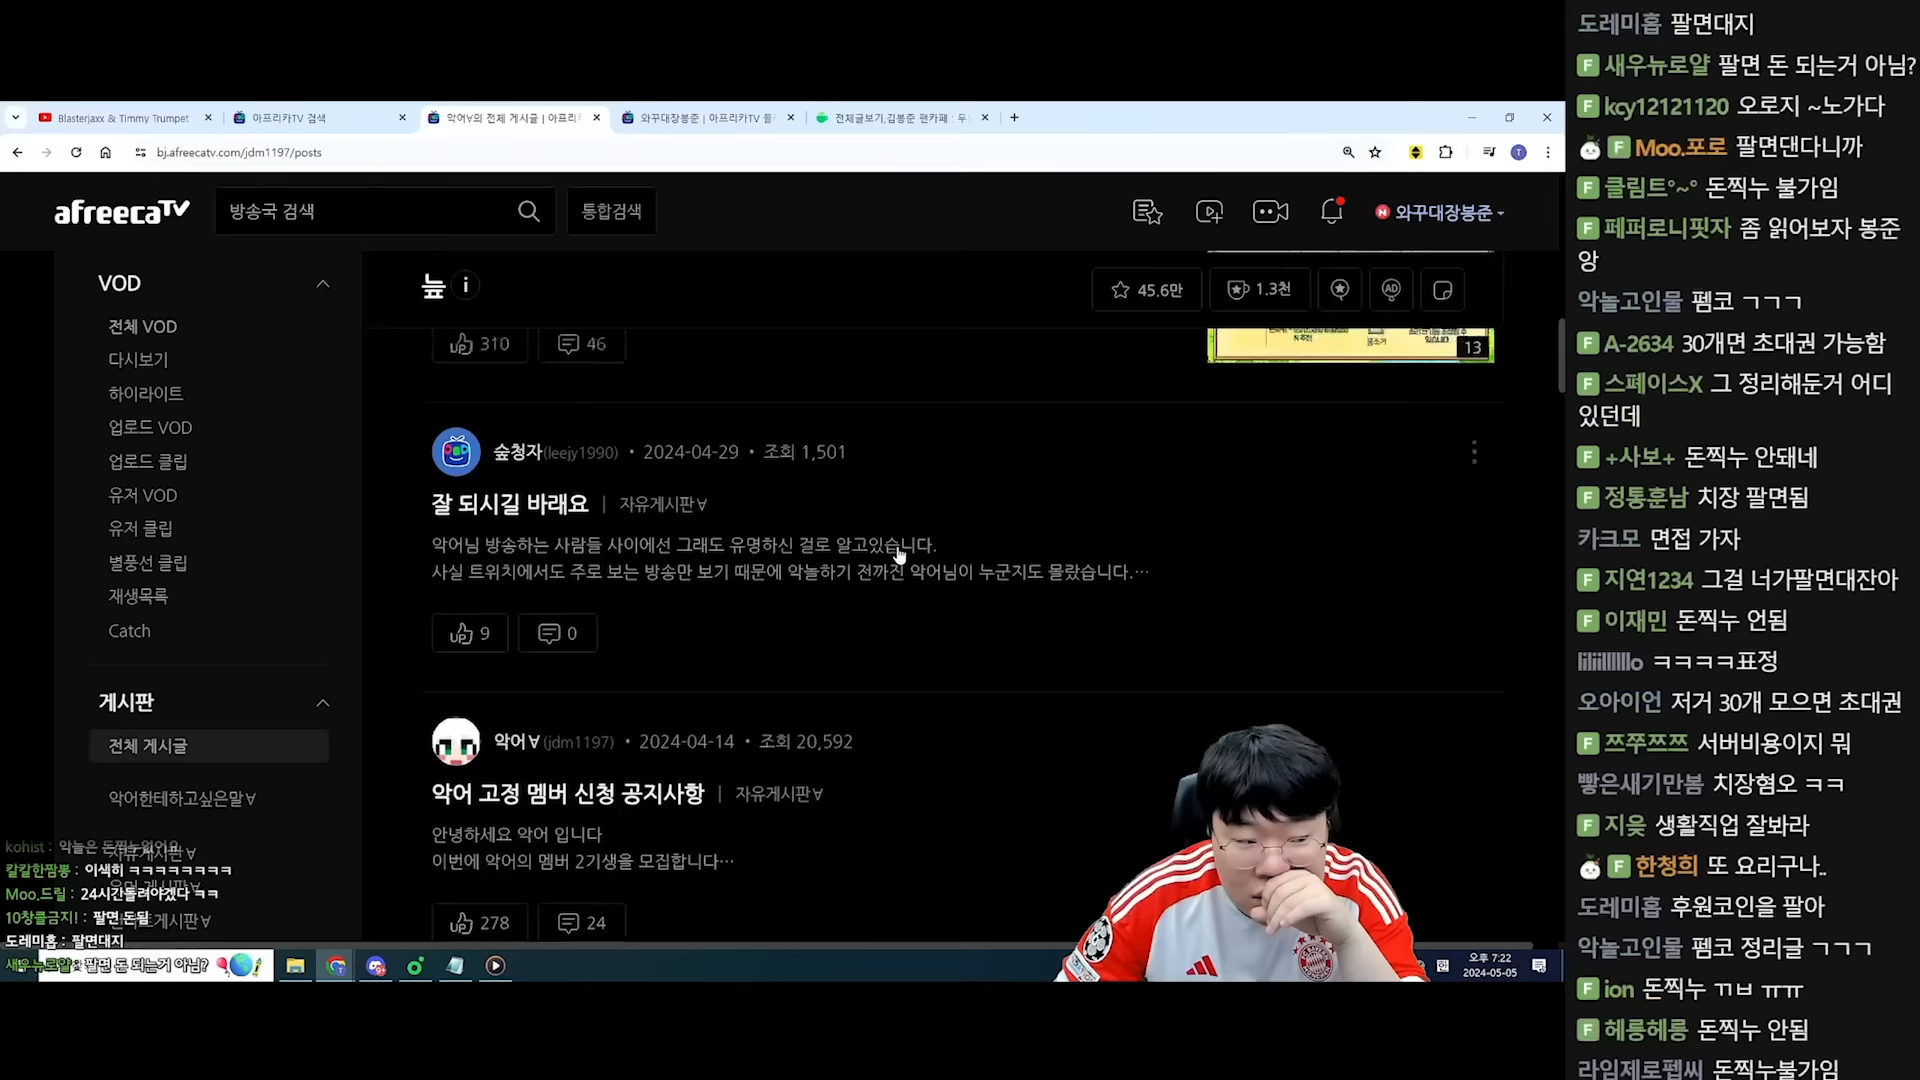 Blasterjaxx & Timmy Trumpet
아프리카TV 검색
악어∀의 전체 게시글 | 아프리
와꾸대장봉준 | 아프리카TV 플
전체글보기,김봉준 팬카페 : 우
bj.afreecatv.com/jdm1197/posts
T
afreecaTV
방송국 검색
통합검색
N 와꾸대장봉준
늪 i
45.6만
1.3천
AD
VOD
전체 VOD
다시보기
하이라이트
업로드 VOD
업로드 클립
유저 VOD
유저 클립
별풍선 클립
재생목록
Catch
게시판
전체 게시글
악어한테하고싶은말∀
자유게시판∀
UP 310
46
13
숲청자(leejy1990) • 2024-04-29 • 조회 1,501
잘 되시길 바래요 | 자유게시판∀
악어님 방송하는 사람들 사이에선 그래도 유명하신 걸로 알고있습니다.
사실 트위치에서도 주로 보는 방송만 보기 때문에 악놀하기 전까진 악어님이 누군지도 몰랐습니다.…
UP 9
0
악어∀(jdm1197) • 2024-04-14 • 조회 20,592
악어 고정 멤버 신청 공지사항 | 자유게시판∀
안녕하세요 악어 입니다
이번에 악어의 멤버 2기생을 모집합니다…
UP 278
24
kohist : 악놀은 돈찍누없어요
칼칼한짬뽕 : 이색히 ㅋㅋㅋㅋㅋㅋㅋㅋ
Moo.드릴 : 24시간돌려야겠다 ㅋㅋ
10창콜금지! : 팔면 돈됨
도레미홉 : 팔면대지
새우뉴로얄 : 팔면 돈 되는거 아님?
오후 7:22
2024-05-05
도레미홉 팔면대지
F 새우뉴로얄 팔면 돈 되는거 아님?
F kcy12121120 오로지 ~노가다
F Moo.포로 팔면댄다니까
F 클림트°~° 돈찍누 불가임
F 페퍼로니핏자 좀 읽어보자 봉준
앙
악놀고인물 펨코 ㄱㄱㄱ
F A-2634 30개면 초대권 가능함
F 스페이스X 그 정리해둔거 어디
있던데
F +사보+ 돈찍누 안돼네
F 정통훈남 치장 팔면됨
카크모 면접 가자
F 지연1234 그걸 너가팔면대잔아
F 이재민 돈찍누 언됨
ㅋㅋㅋㅋ표정
오아이언 저거 30개 모으면 초대권
F 쯔쭈쯔쯔 서버비용이지 뭐
빻은새기만봄 치장혐오 ㅋㅋ
F 지읒 생활직업 잘봐라
F 한청희 또 요리구나..
도레미홉 후원코인을 팔아
악놀고인물 펨코 정리글 ㄱㄱㄱ
F ion 돈찍누 ㄲㅂ ㅠㅠ
F 헤롱헤롱 돈찍누 안됨
라임제로펩씨 돈찍누불가임